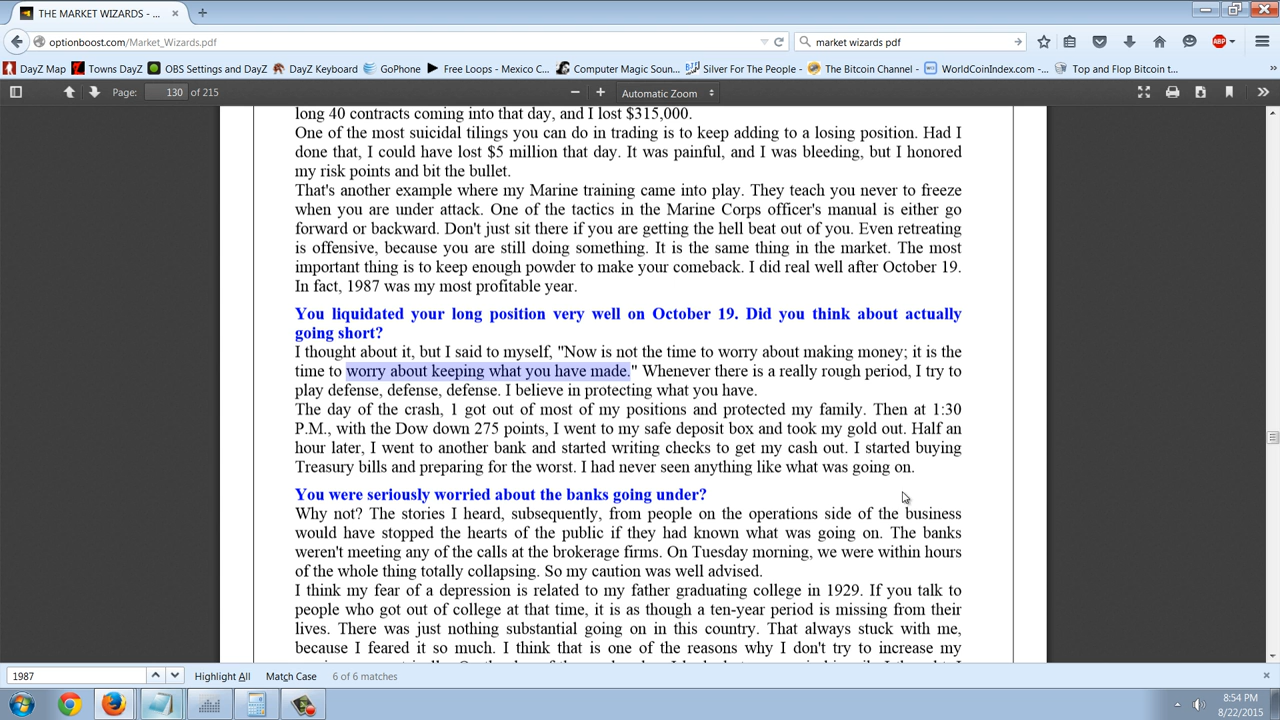 THE MARKET WIZARDS - ...
optionboost.com/Market_Wizards.pdf
market wizards pdf
ABP
DayZ Map
Towns DayZ
OBS Settings and DayZ
DayZ Keyboard
GoPhone
Free Loops - Mexico C...
Computer Magic Soun...
Silver For The People - ...
The Bitcoin Channel - ...
WorldCoinIndex.com -...
Top and Flop Bitcoin t...
Page: 130 of 215
Automatic Zoom
long 40 contracts coming into that day, and I lost $315,000.
One of the most suicidal tilings you can do in trading is to keep adding to a losing position. Had I
done that, I could have lost $5 million that day. It was painful, and I was bleeding, but I honored
my risk points and bit the bullet.
That's another example where my Marine training came into play. They teach you never to freeze
when you are under attack. One of the tactics in the Marine Corps officer's manual is either go
forward or backward. Don't just sit there if you are getting the hell beat out of you. Even retreating
is offensive, because you are still doing something. It is the same thing in the market. The most
important thing is to keep enough powder to make your comeback. I did real well after October 19.
In fact, 1987 was my most profitable year.
You liquidated your long position very well on October 19. Did you think about actually
going short?
I thought about it, but I said to myself, "Now is not the time to worry about making money; it is the
time to worry about keeping what you have made." Whenever there is a really rough period, I try to
play defense, defense, defense. I believe in protecting what you have.
The day of the crash, 1 got out of most of my positions and protected my family. Then at 1:30
P.M., with the Dow down 275 points, I went to my safe deposit box and took my gold out. Half an
hour later, I went to another bank and started writing checks to get my cash out. I started buying
Treasury bills and preparing for the worst. I had never seen anything like what was going on.
You were seriously worried about the banks going under?
Why not? The stories I heard, subsequently, from people on the operations side of the business
would have stopped the hearts of the public if they had known what was going on. The banks
weren't meeting any of the calls at the brokerage firms. On Tuesday morning, we were within hours
of the whole thing totally collapsing. So my caution was well advised.
I think my fear of a depression is related to my father graduating college in 1929. If you talk to
people who got out of college at that time, it is as though a ten-year period is missing from their
lives. There was just nothing substantial going on in this country. That always stuck with me,
because I feared it so much. I think that is one of the reasons why I don't try to increase my
1987
Highlight All
Match Case
6 of 6 matches
8:54 PM
8/22/2015